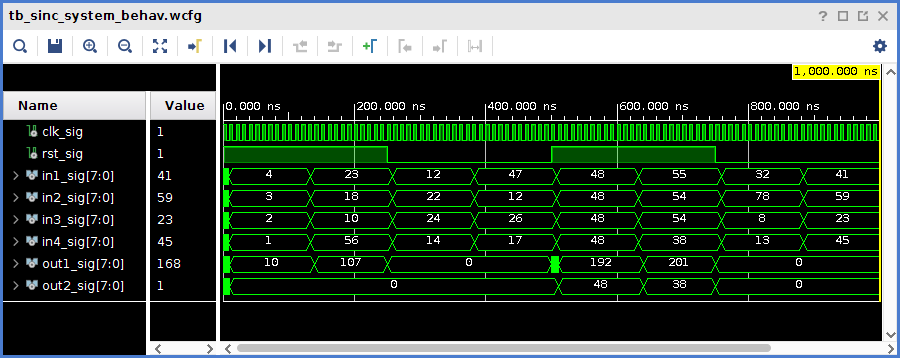 tb_sinc_system_behav.wcfg
1,000.000 ns
Name Value 0.000 ns 200.000 ns 400.000 ns 600.000 ns 800.000 ns
clk_sig 1
rst_sig 1
in1_sig[7:0] 41 4 23 12 47 48 55 32 41
in2_sig[7:0] 59 3 18 22 12 48 54 78 59
in3_sig[7:0] 23 2 10 24 26 48 54 8 23
in4_sig[7:0] 45 1 56 14 17 48 38 13 45
out1_sig[7:0] 168 10 107 0 192 201 0
out2_sig[7:0] 1 0 48 38 0